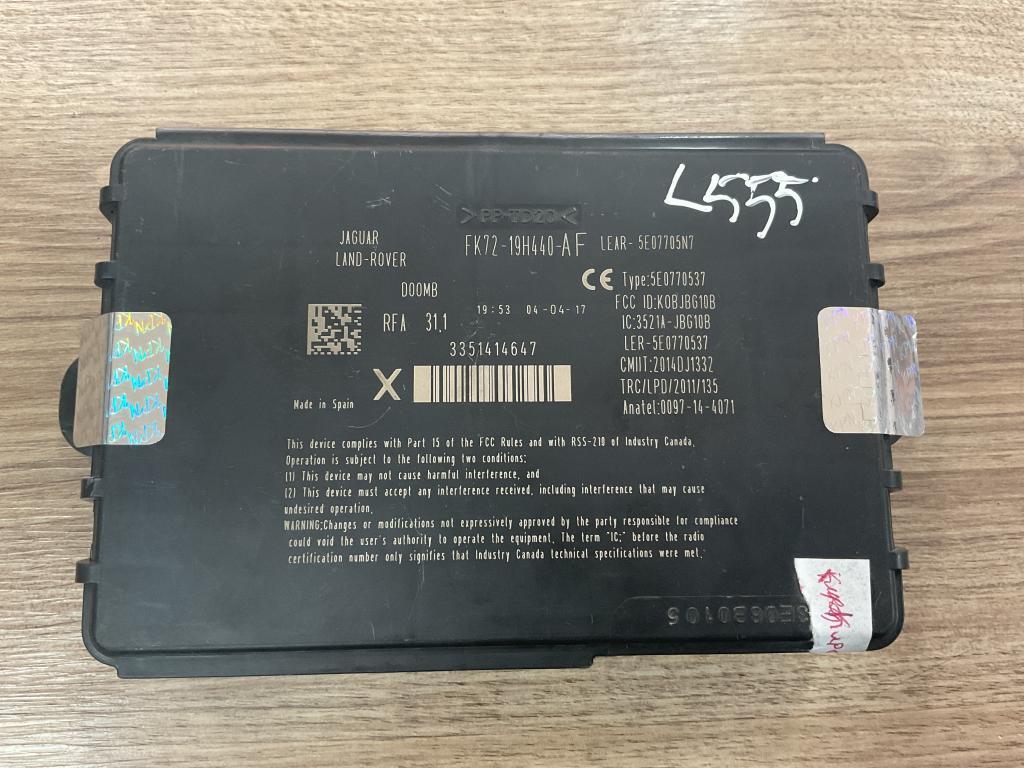 L555
>PP-TD20<
JAGUAR
LAND-ROVER
FK72-19H440-AF
LEAR- 5E07705N7
DOOMB
19:53 04-04-17
RFA 31,1
3351414647
X
Made in Spain
CE Type:5E0770537
FCC ID:KOBJBG10B
IC:3521A-JBG10B
LER-5E0770537
CMIIT:2014DJ1332
TRC/LPD/2011/135
Anatel:0097-14-4071
This device complies with Part 15 of the FCC Rules and with RSS-210 of Industry Canada.
Operation is subject to the following two conditions:
(1) This device may not cause harmful interference, and
(2) This device must accept any interference received, including interference that may cause
undesired operation.
WARNING:Changes or modifications not expressively approved by the party responsible for compliance
could void the user's authority to operate the equipment. The term "IC:" before the radio
certification number only signifies that Industry Canada technical specifications were met.